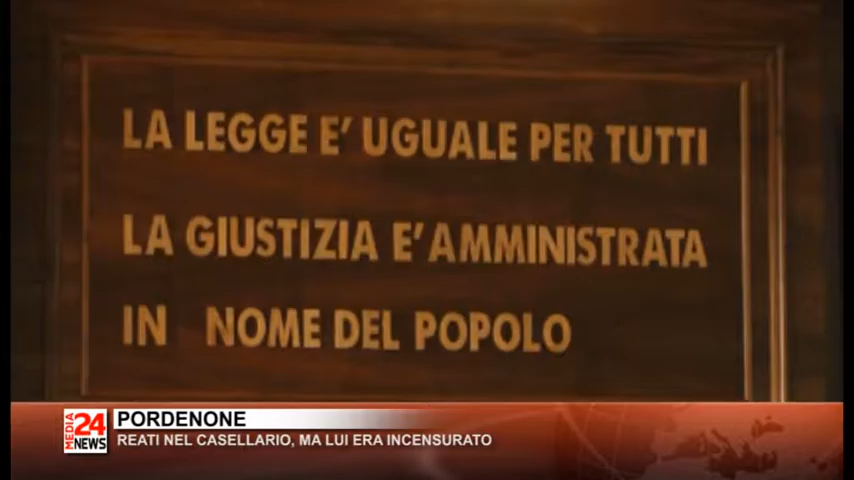 LA LEGGE E' UGUALE PER TUTTI
LA GIUSTIZIA E' AMMINISTRATA
IN NOME DEL POPOLO
MEDIA 24 NEWS
PORDENONE
REATI NEL CASELLARIO, MA LUI ERA INCENSURATO